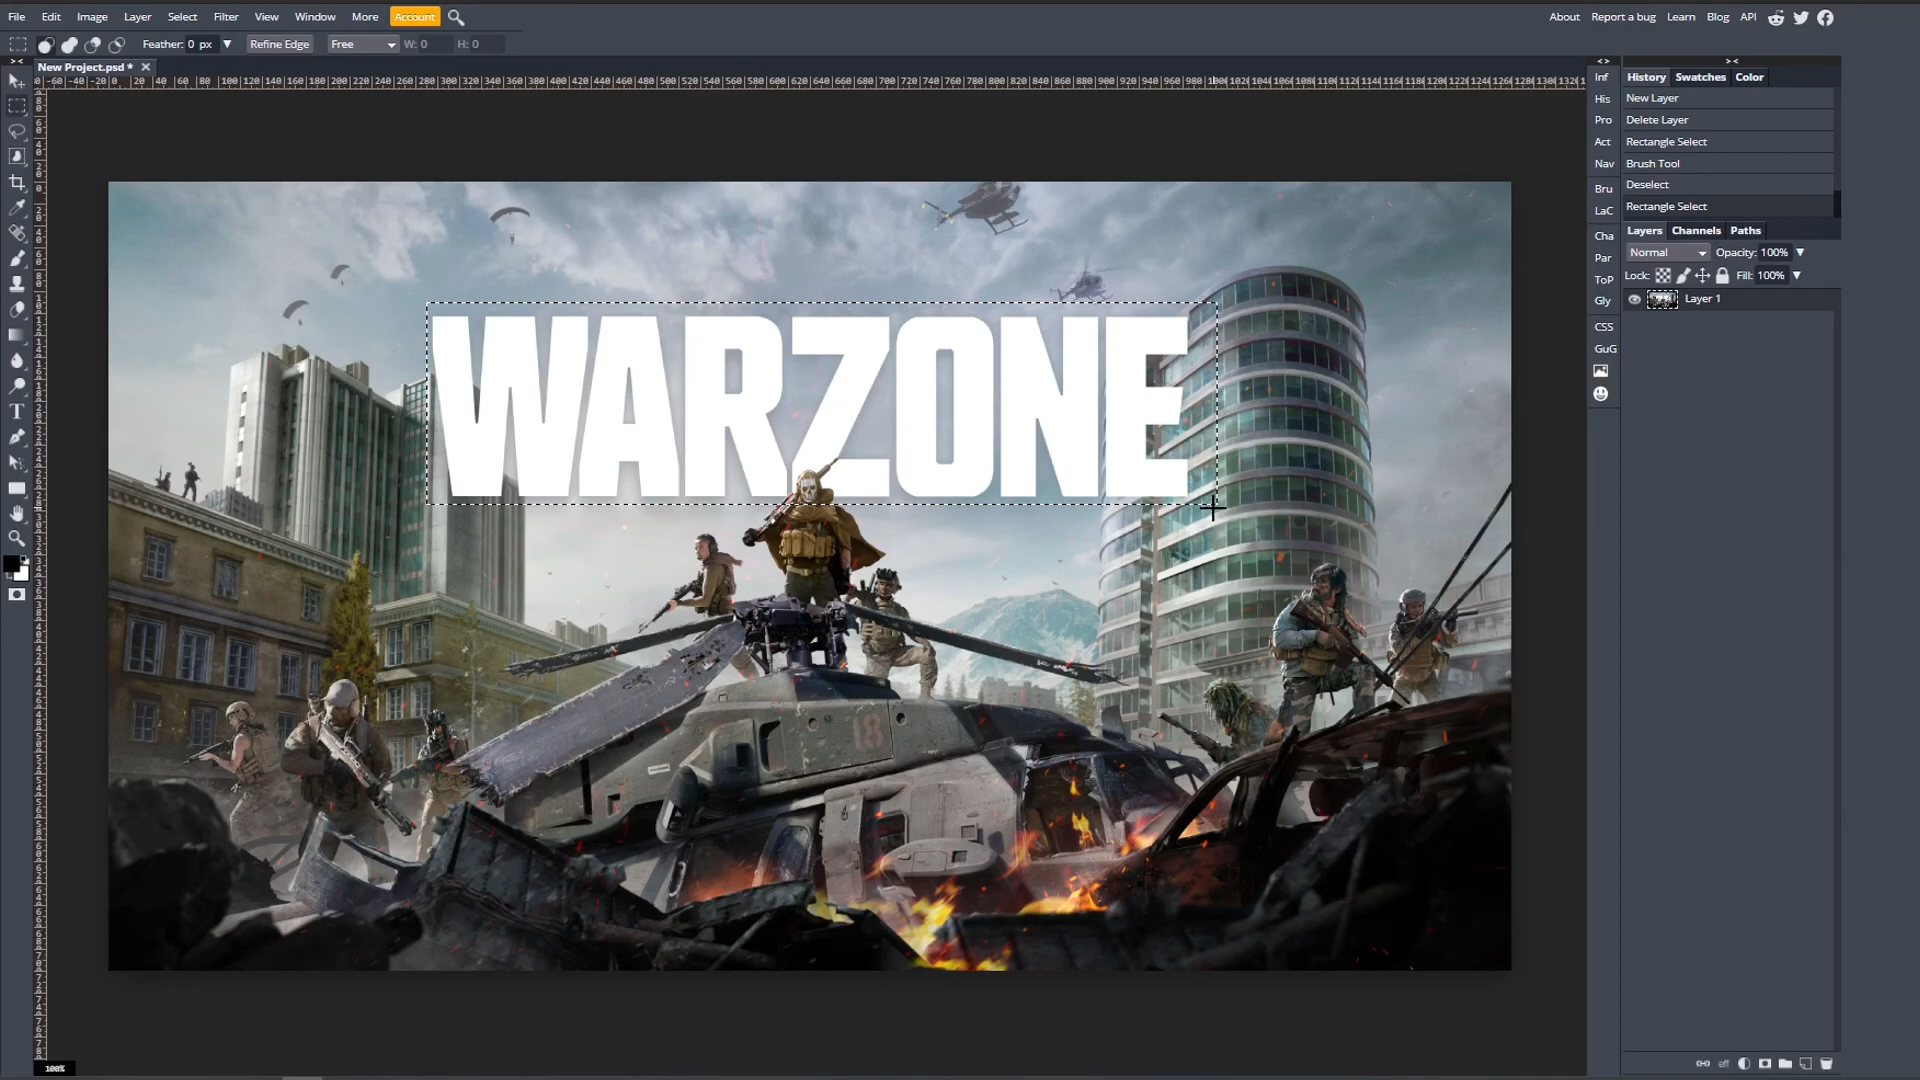 File Edit Image Layer Select Filter View Window More Account
About Report a bug Learn Blog API
Feather: 0 px Refine Edge Free W: 0 H: 0
New Project.psd * 
Inf
His
Pro
Act
Nav
Bru
LaC
Cha
Par
ToP
Gly
CSS
GuG
History Swatches Color
New Layer
Delete Layer
Rectangle Select
Brush Tool
Deselect
Rectangle Select
Layers Channels Paths
Normal Opacity: 100%
Lock: Fill: 100%
Layer 1
WARZONE
18
eff
100%